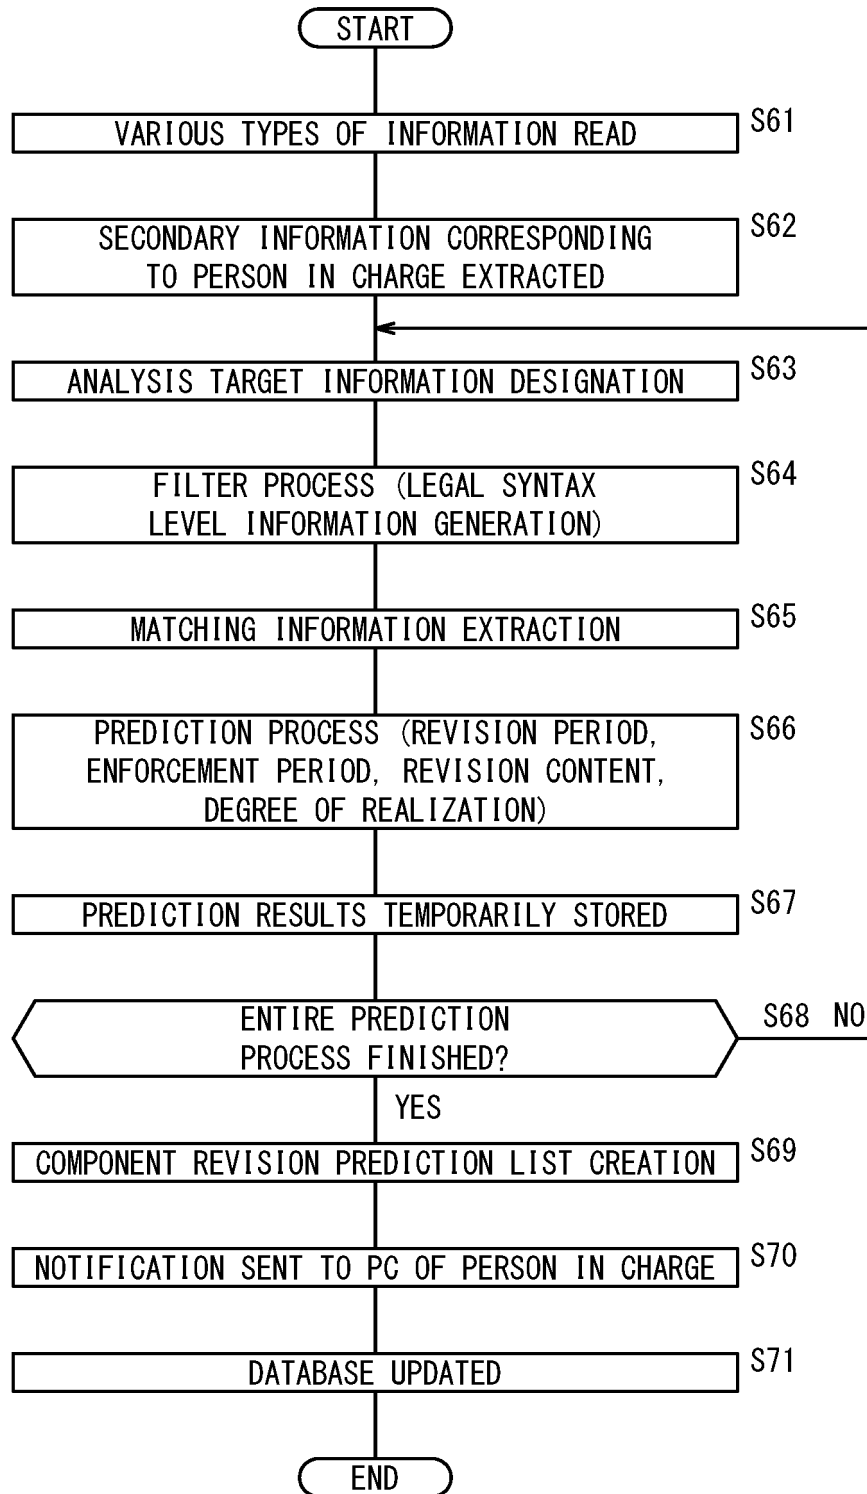 START
VARIOUS TYPES OF INFORMATION READ
S61
SECONDARY INFORMATION CORRESPONDING
TO PERSON IN CHARGE EXTRACTED
S62
ANALYSIS TARGET INFORMATION DESIGNATION
S63
FILTER PROCESS (LEGAL SYNTAX
LEVEL INFORMATION GENERATION)
S64
MATCHING INFORMATION EXTRACTION
S65
PREDICTION PROCESS (REVISION PERIOD,
ENFORCEMENT PERIOD, REVISION CONTENT,
DEGREE OF REALIZATION)
S66
PREDICTION RESULTS TEMPORARILY STORED
S67
ENTIRE PREDICTION
PROCESS FINISHED?
S68 NO
YES
COMPONENT REVISION PREDICTION LIST CREATION
S69
NOTIFICATION SENT TO PC OF PERSON IN CHARGE
S70
DATABASE UPDATED
S71
END